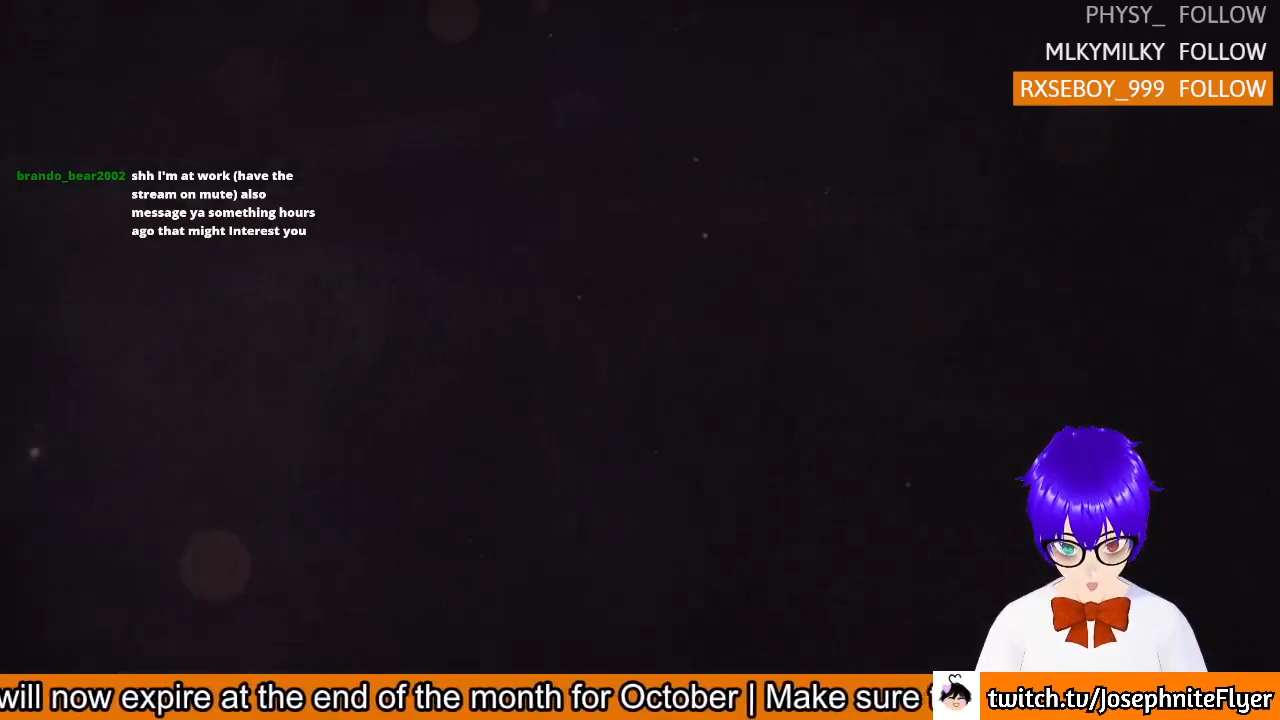 PHYSY_ FOLLOW
MLKYMILKY FOLLOW
RXSEBOY_999 FOLLOW
brando_bear2002 shh I'm at work (have the
stream on mute) also
message ya something hours
ago that might Interest you
will now expire at the end of the month for October | Make sure
twitch.tv/JosephniteFlyer